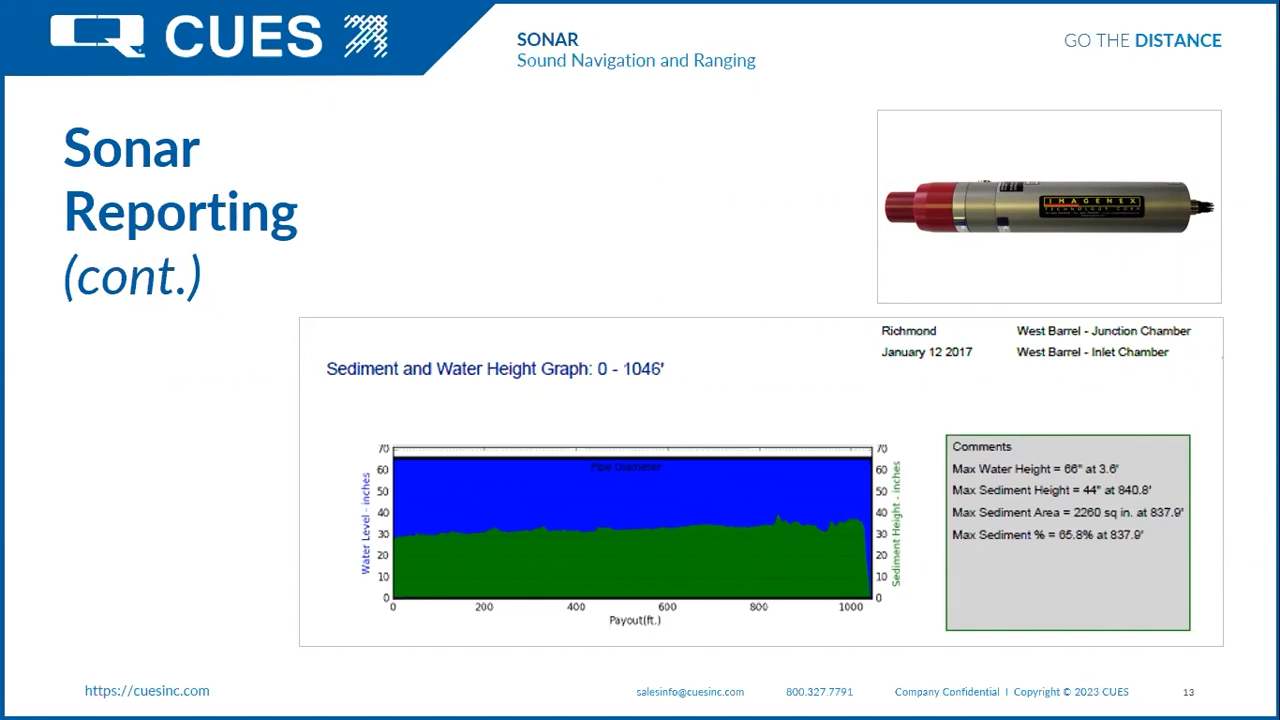 CUES
SONAR
Sound Navigation and Ranging
GO THE DISTANCE
Sonar
Reporting
(cont.)
IMAGENEX
TECHNOLOGY CORP
Richmond
West Barrel - Junction Chamber
January 12 2017
West Barrel - Inlet Chamber
Sediment and Water Height Graph: 0 - 1046'
70
60
50
40
30
20
10
0
Water Level - inches
Pipe Diameter
70
60
50
40
30
20
10
0
Sediment Height - inches
0 200 400 600 800 1000
Payout(ft.)
Comments
Max Water Height = 66" at 3.6'
Max Sediment Height = 44" at 840.8'
Max Sediment Area = 2260 sq in. at 837.9'
Max Sediment % = 65.8% at 837.9'
https://cuesinc.com
salesinfo@cuesinc.com
800.327.7791
Company Confidential I Copyright © 2023 CUES
13